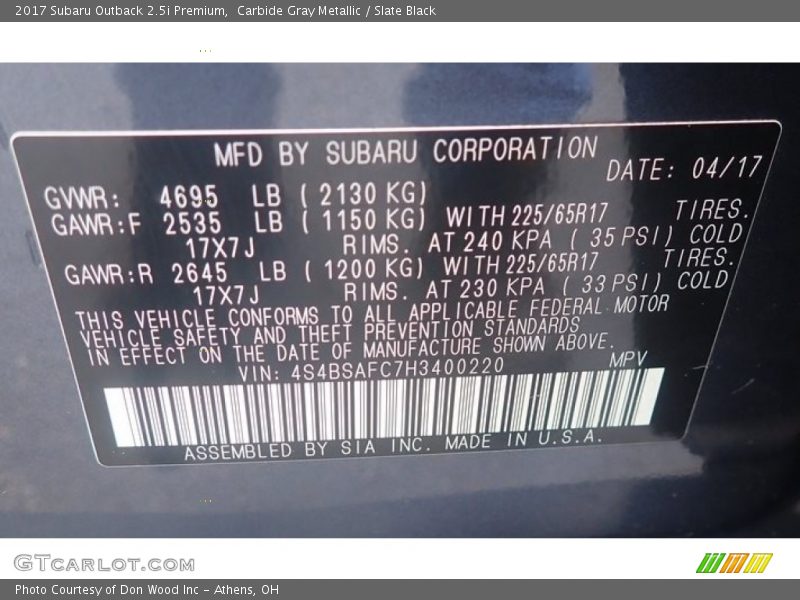 2017 Subaru Outback 2.5i Premium,  Carbide Gray Metallic / Slate Black
MFD BY SUBARU CORPORATION
DATE: 04/17
GVWR: 4695 LB ( 2130 KG)
GAWR:F 2535 LB ( 1150 KG) WITH 225/65R17 TIRES.
17X7J RIMS. AT 240 KPA ( 35 PSI) COLD
GAWR:R 2645 LB ( 1200 KG) WITH 225/65R17 TIRES.
17X7J RIMS. AT 230 KPA ( 33 PSI) COLD
THIS VEHICLE CONFORMS TO ALL APPLICABLE FEDERAL MOTOR
VEHICLE SAFETY AND THEFT PREVENTION STANDARDS
IN EFFECT ON THE DATE OF MANUFACTURE SHOWN ABOVE.
VIN: 4S4BSAFC7H3400220 MPV
ASSEMBLED BY SIA INC. MADE IN U.S.A.
GTCARLOT.COM
Photo Courtesy of Don Wood Inc - Athens, OH